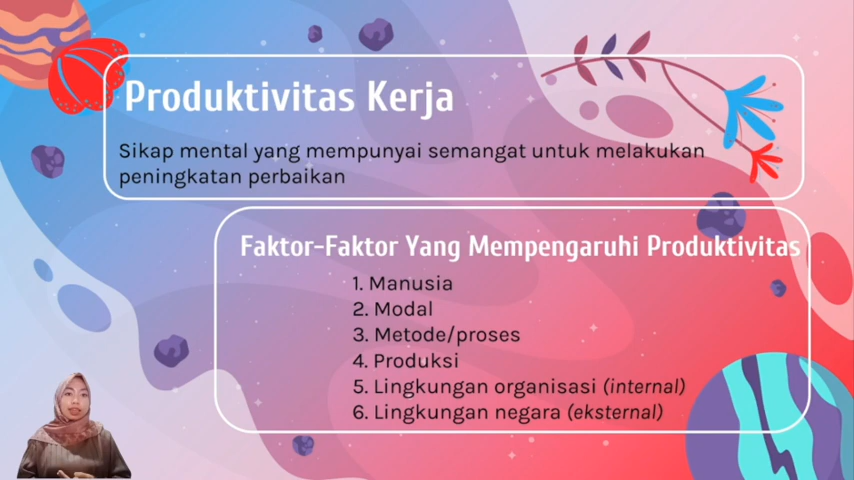 Produktivitas Kerja
Sikap mental yang mempunyai semangat untuk melakukan
peningkatan perbaikan
Faktor-Faktor Yang Mempengaruhi Produktivitas
1. Manusia
2. Modal
3. Metode/proses
4. Produksi
5. Lingkungan organisasi (internal)
6. Lingkungan negara (eksternal)